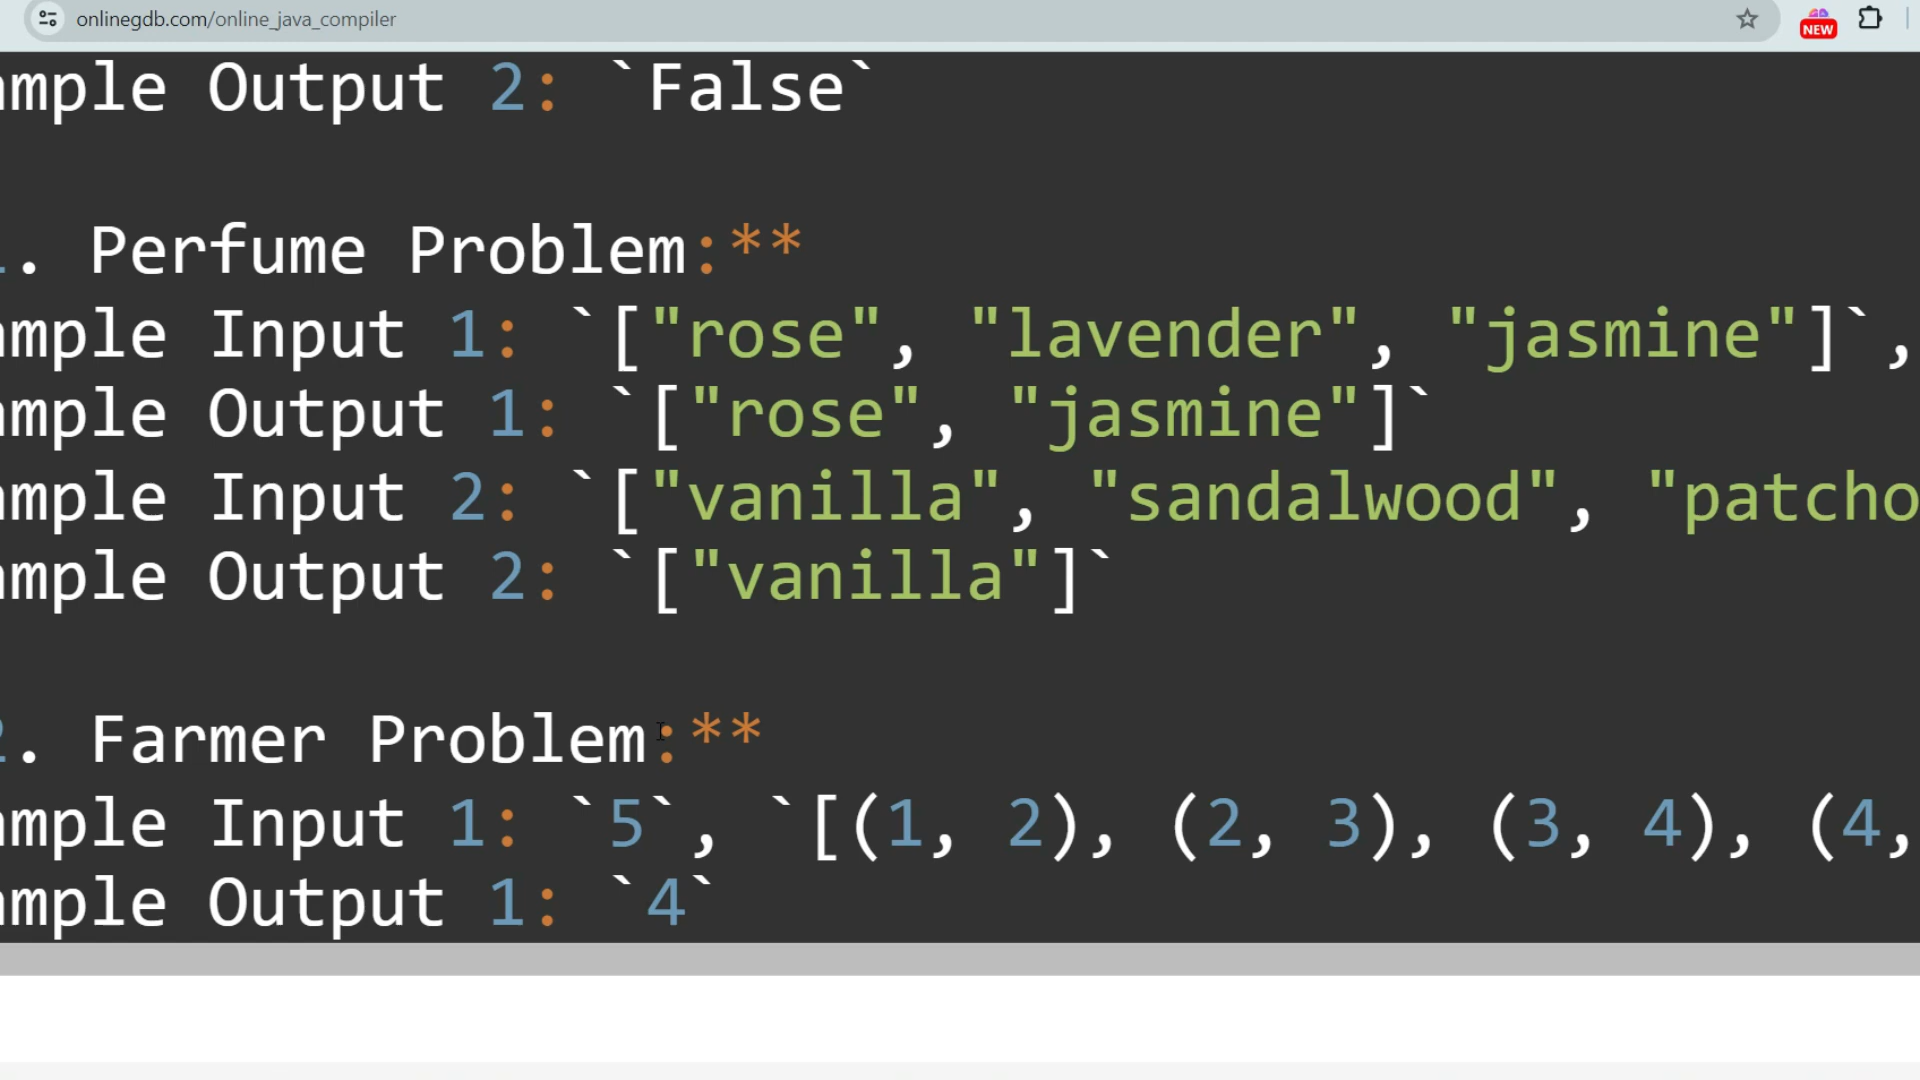 onlinegdb.com/online_java_compiler
NEW
mple Output 2: `False`
. Perfume Problem:**
mple Input 1: `["rose", "lavender", "jasmine"]`,
mple Output 1: `["rose", "jasmine"]`
mple Input 2: `["vanilla", "sandalwood", "patcho
mple Output 2: `["vanilla"]`
2. Farmer Problem:**
mple Input 1: `5`, `[(1, 2), (2, 3), (3, 4), (4,
mple Output 1: `4`